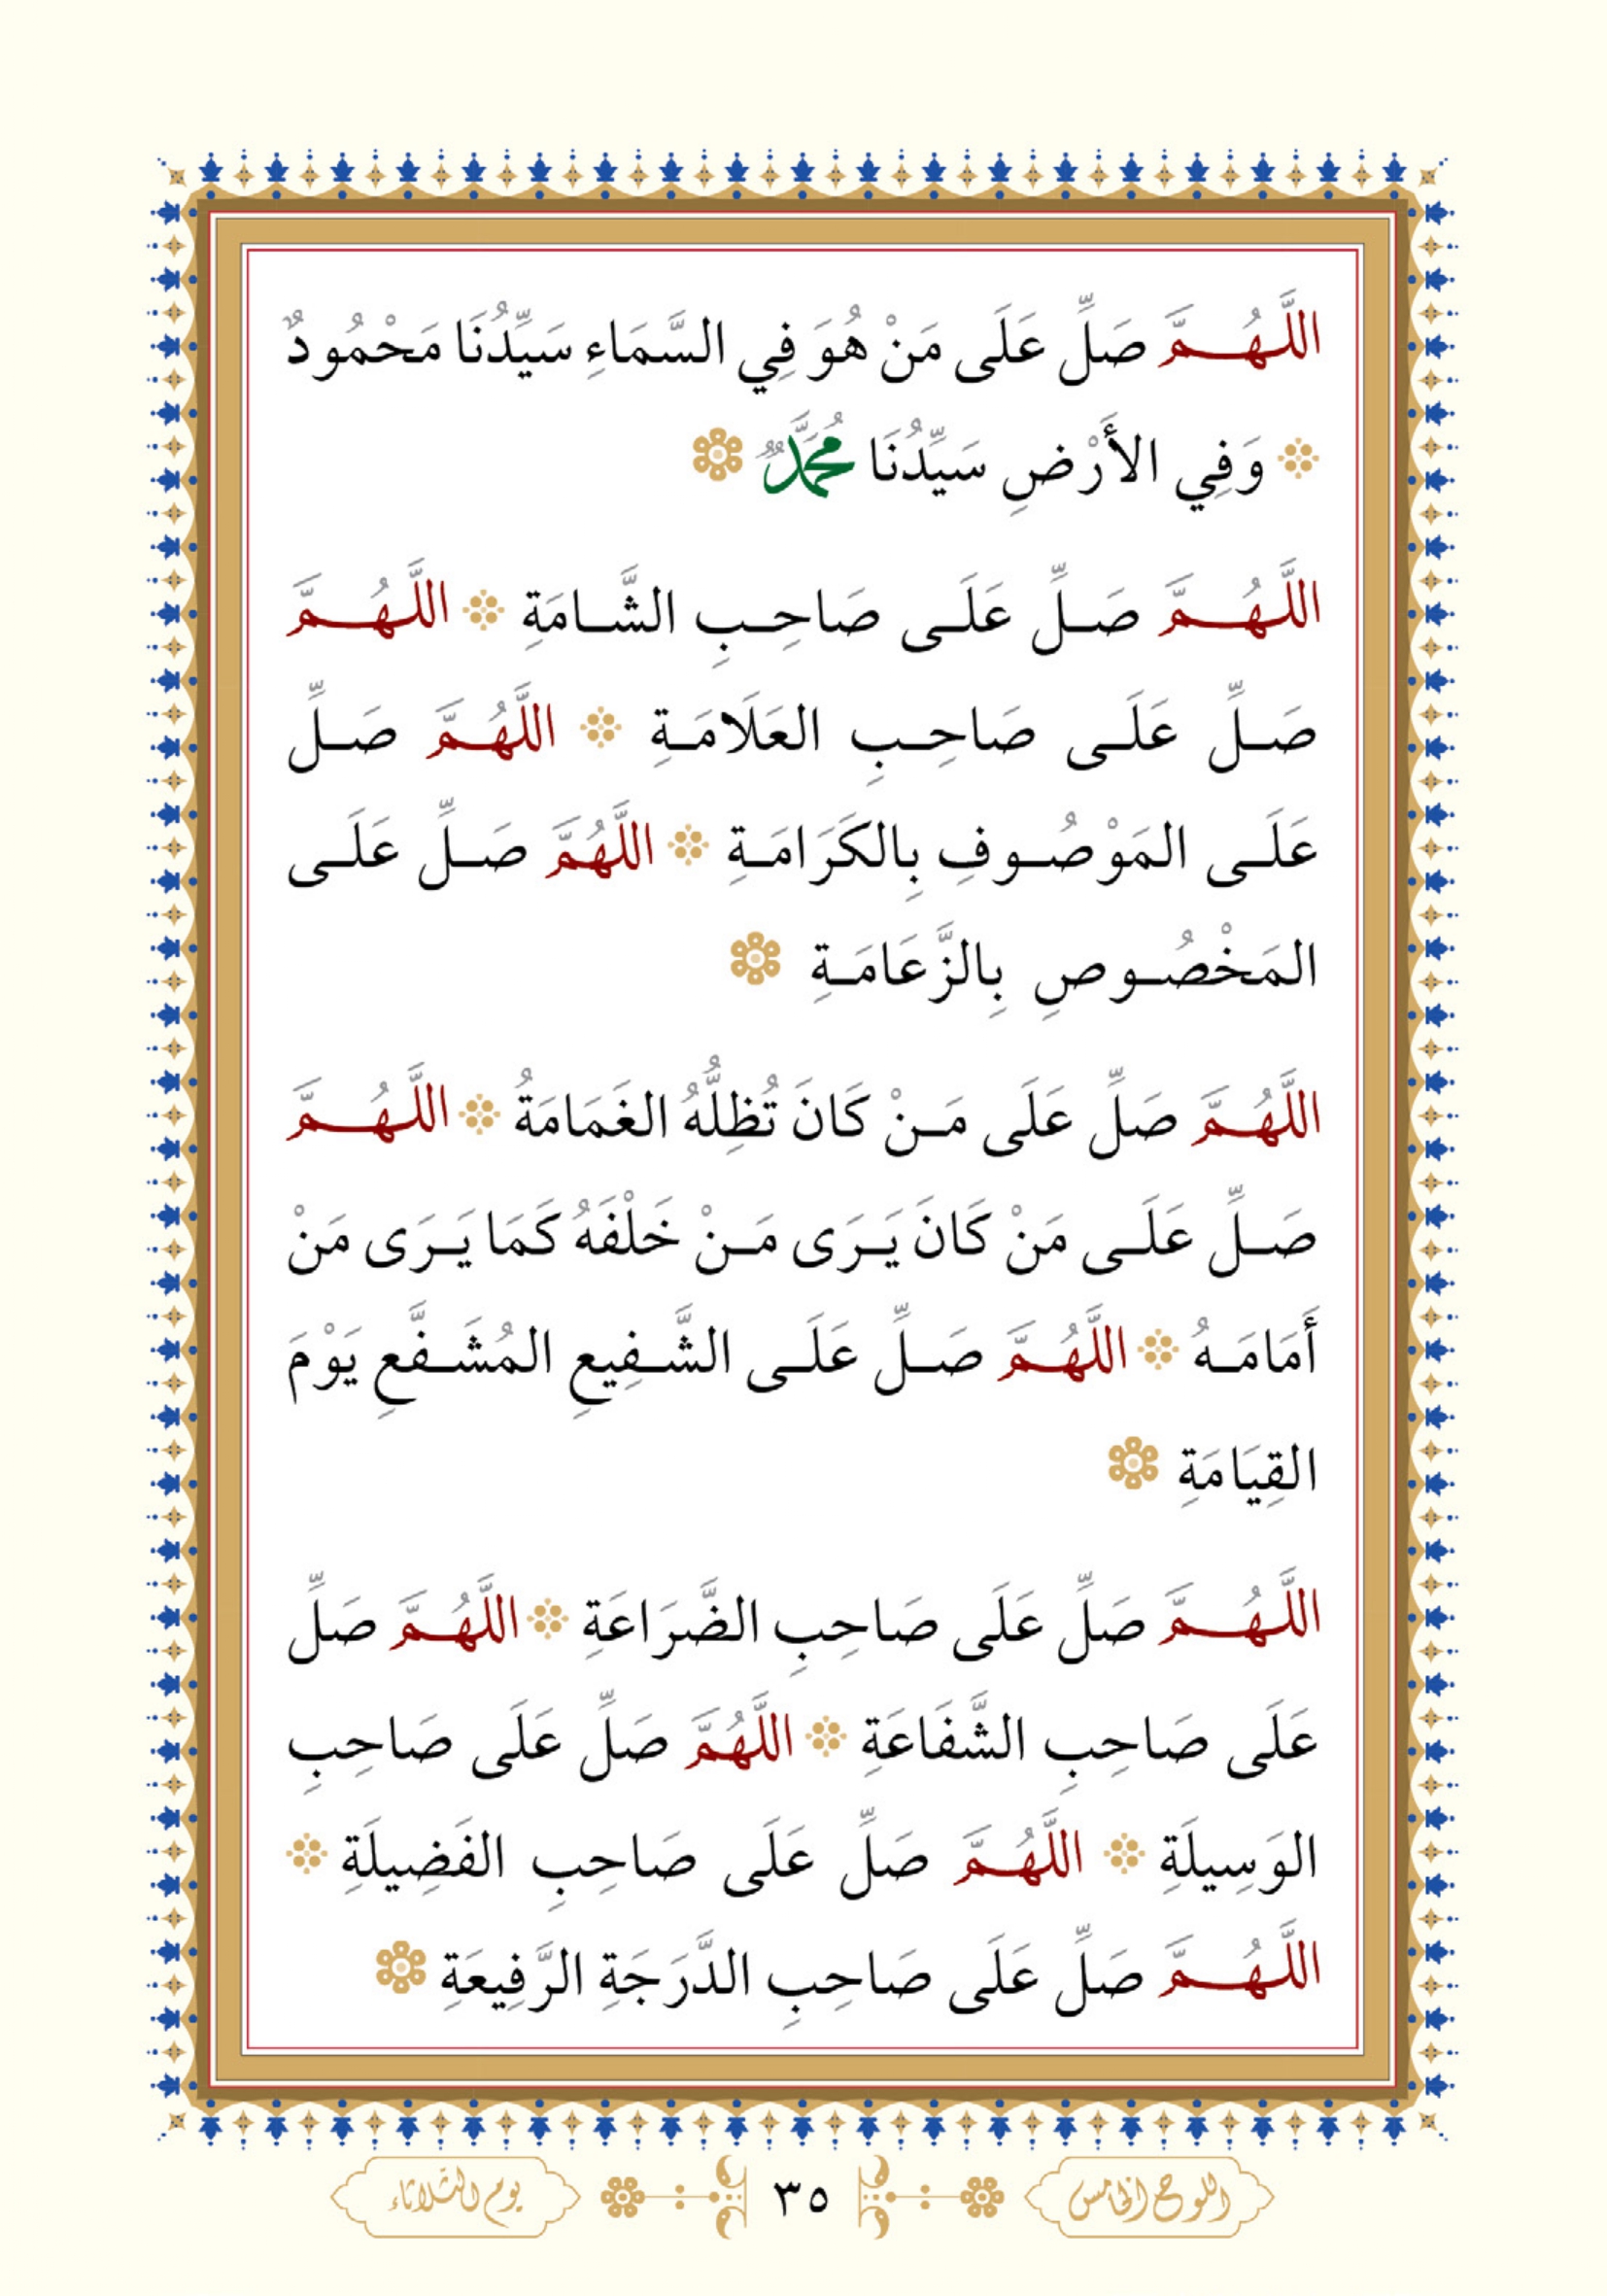 اللَّهُمَّ صَلِّ عَلَى مَنْ هُوَ فِي السَّمَاءِ سَيِّدُنَا مَحْمُودٌ
وَفِي الأَرْضِ سَيِّدُنَا مُحَمَّدٌ
اللَّهُمَّ صَلِّ عَلَى صَاحِبِ الشَّامَةِ اللَّهُمَّ
صَلِّ عَلَى صَاحِبِ العَلَامَةِ اللَّهُمَّ صَلِّ
عَلَى المَوْصُوفِ بِالكَرَامَةِ اللَّهُمَّ صَلِّ عَلَى
المَخْصُوصِ بِالزَّعَامَةِ
اللَّهُمَّ صَلِّ عَلَى مَنْ كَانَ تُظِلُّهُ الغَمَامَةُ اللَّهُمَّ
صَلِّ عَلَى مَنْ كَانَ يَرَى مَنْ خَلْفَهُ كَمَا يَرَى مَنْ
أَمَامَهُ اللَّهُمَّ صَلِّ عَلَى الشَّفِيعِ المُشَفَّعِ يَوْمَ
القِيَامَةِ
اللَّهُمَّ صَلِّ عَلَى صَاحِبِ الضَّرَاعَةِ اللَّهُمَّ صَلِّ
عَلَى صَاحِبِ الشَّفَاعَةِ اللَّهُمَّ صَلِّ عَلَى صَاحِبِ
الوَسِيلَةِ اللَّهُمَّ صَلِّ عَلَى صَاحِبِ الفَضِيلَةِ
اللَّهُمَّ صَلِّ عَلَى صَاحِبِ الدَّرَجَةِ الرَّفِيعَةِ
اللوح الخامس ٣٥ يوم الثلاثاء